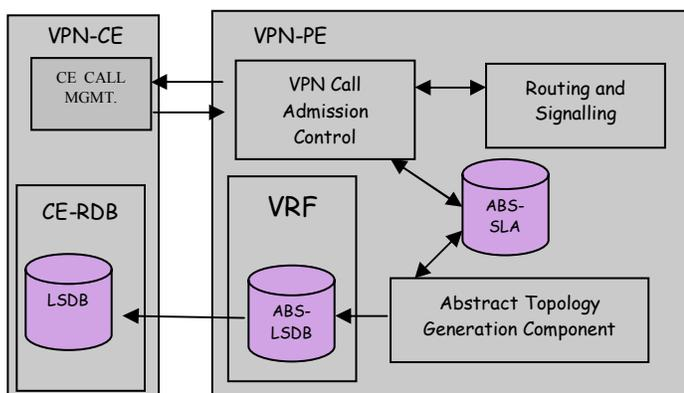 VPN-CE
CE CALL
MGMT.
CE-RDB
LSDB
VPN-PE
VPN Call
Admission
Control
Routing and
Signalling
VRF
ABS-
LSDB
ABS-
SLA
Abstract Topology
Generation Component